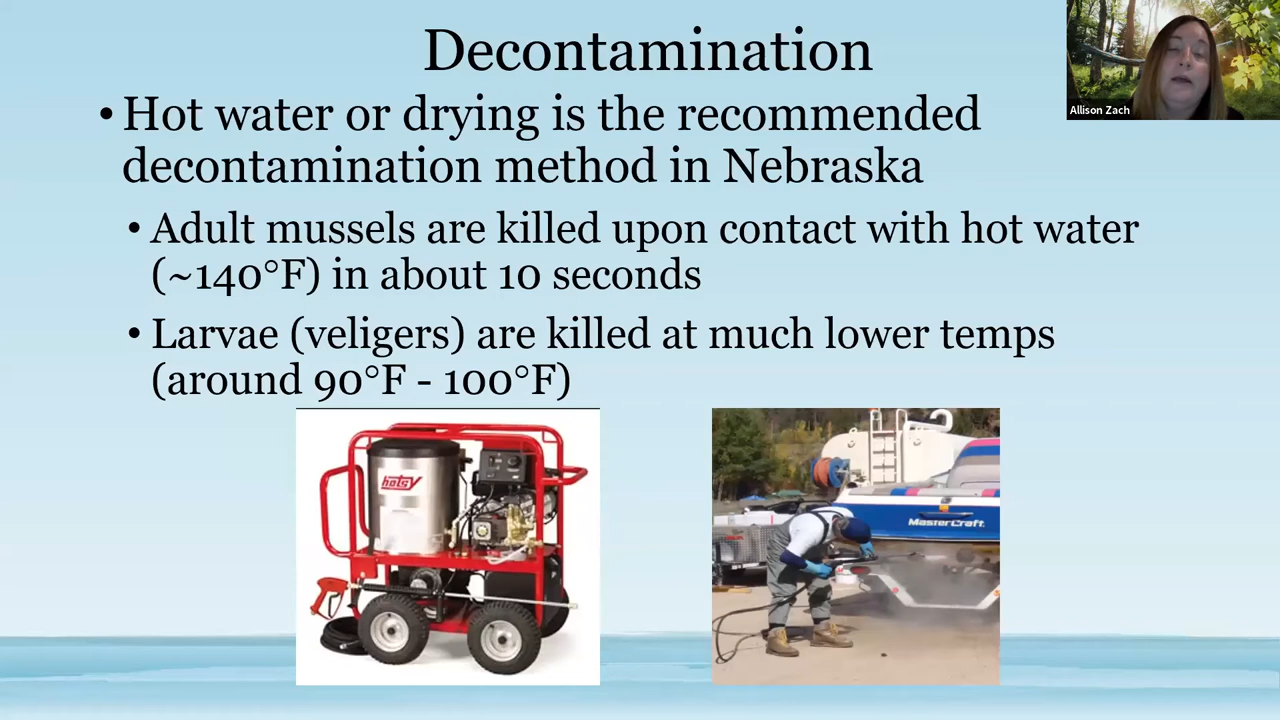 Decontamination
• Hot water or drying is the recommended
decontamination method in Nebraska
• Adult mussels are killed upon contact with hot water
(~140°F) in about 10 seconds
• Larvae (veligers) are killed at much lower temps
(around 90°F - 100°F)
Allison Zach
hotsy
MasterCraft